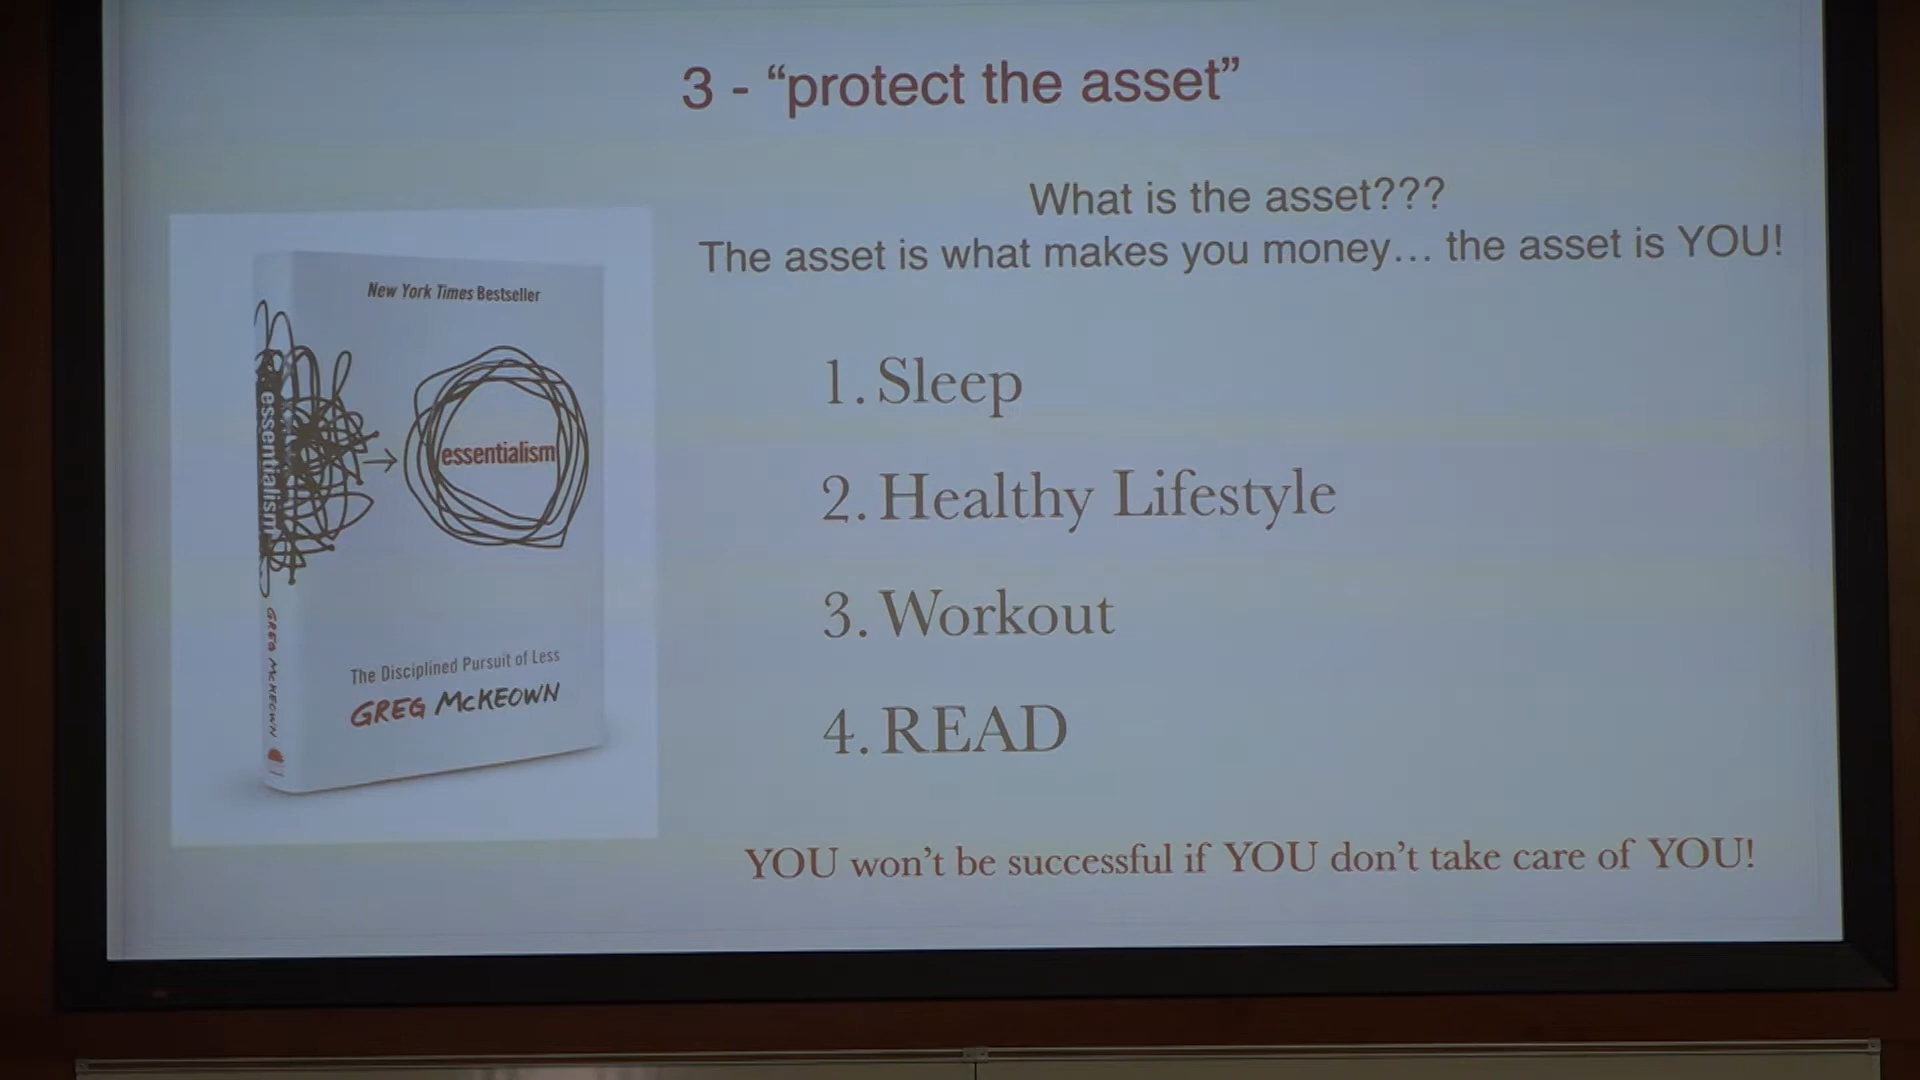 3 - “protect the asset”
What is the asset???
The asset is what makes you money... the asset is YOU!
New York Times Bestseller
essentialism
essentialism
The Disciplined Pursuit of Less
GREG McKEOWN
GREG McKEOWN
1. Sleep
2. Healthy Lifestyle
3. Workout
4. READ
YOU won’t be successful if YOU don’t take care of YOU!